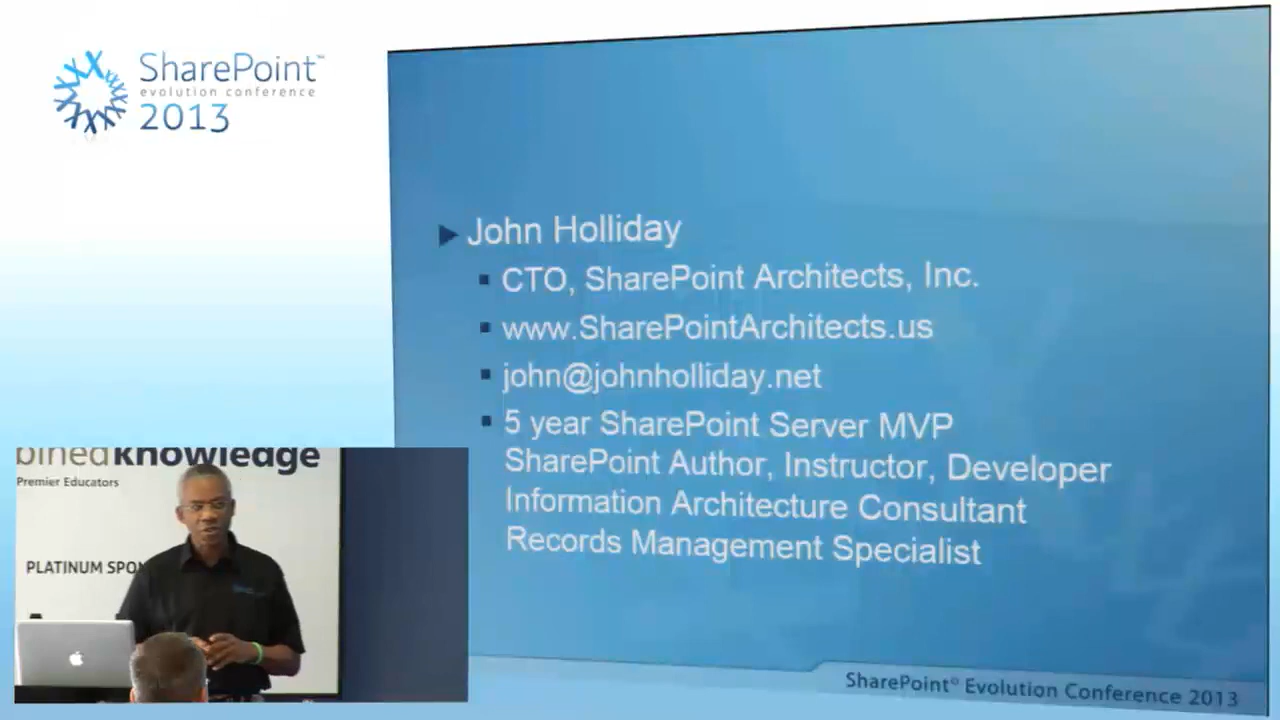 SharePoint™
evolution conference
2013
John Holliday
CTO, SharePoint Architects, Inc.
www.SharePointArchitects.us
john@johnholliday.net
5 year SharePoint Server MVP
SharePoint Author, Instructor, Developer
Information Architecture Consultant
Records Management Specialist
binedknowledge
Premier Educators
PLATINUM SPON
SharePoint® Evolution Conference 2013